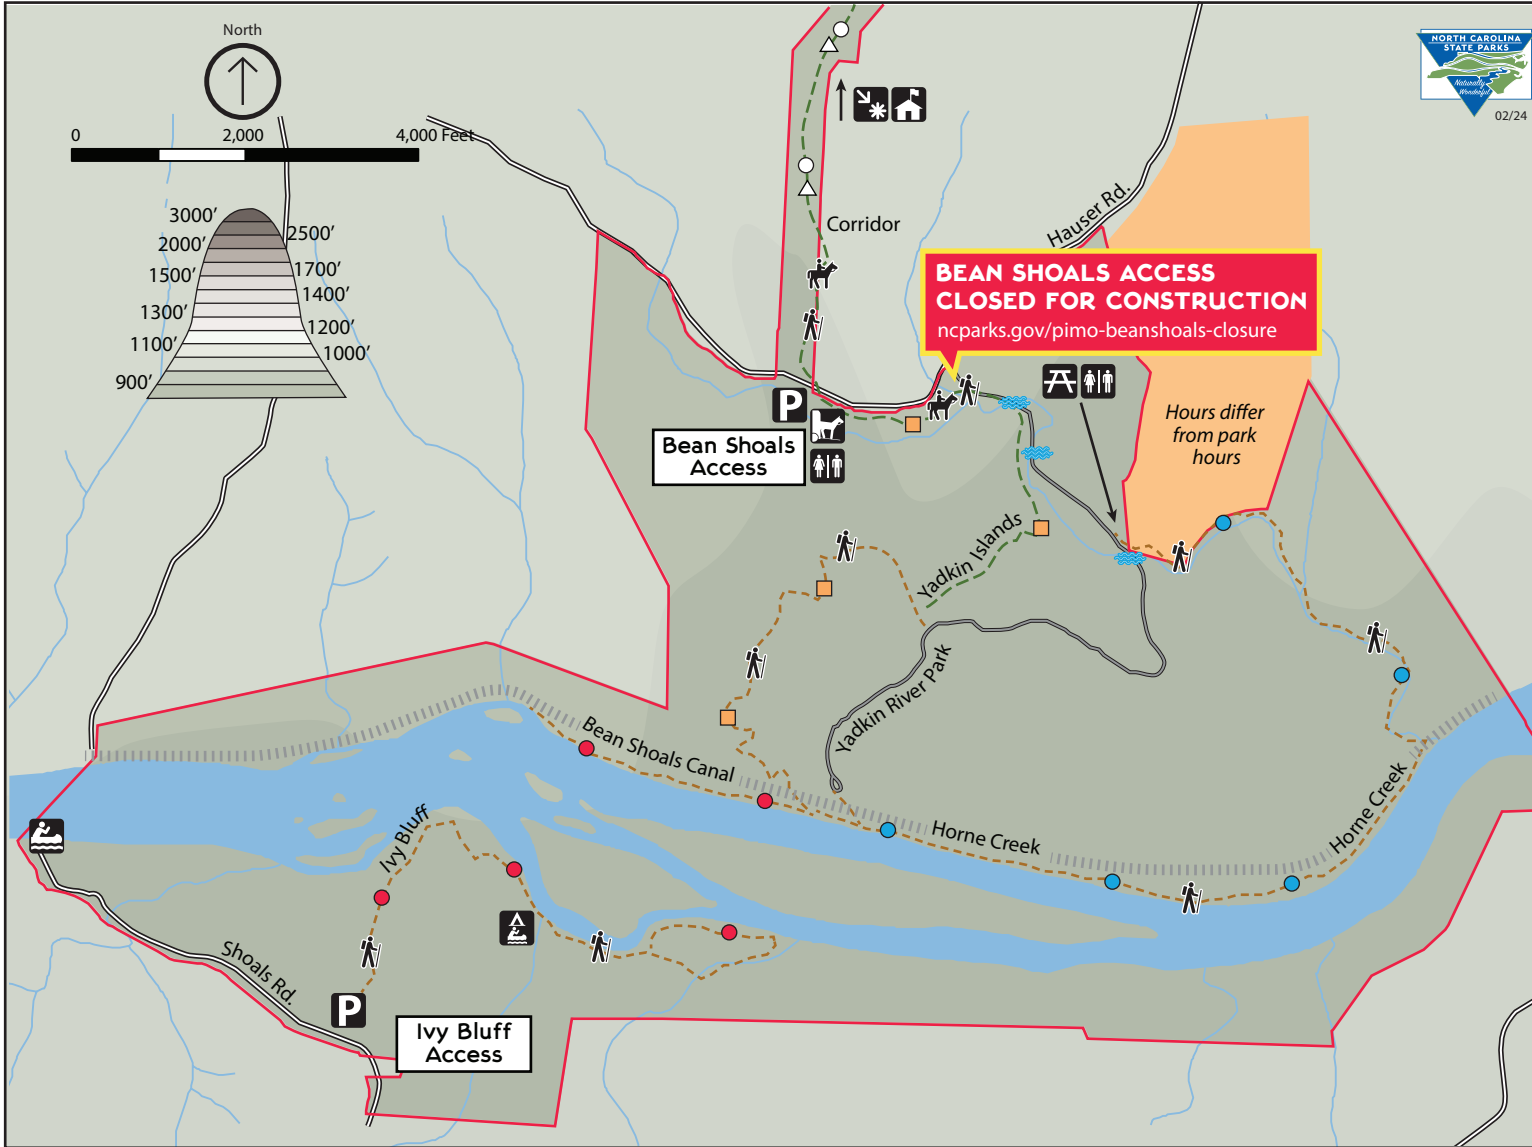 North
0 2,000 4,000 Feet
3000′
2500′
2000′
1700′
1500′
1400′
1300′
1200′
1100′
1000′
900′
NORTH CAROLINA
STATE PARKS
Naturally
Wonderful
02/24
Corridor
Hauser Rd.
BEAN SHOALS ACCESS
CLOSED FOR CONSTRUCTION
ncparks.gov/pimo-beanshoals-closure
P
Bean Shoals
Access
Hours differ
from park
hours
Yadkin Islands
Yadkin River Park
Bean Shoals Canal
Horne Creek
Horne Creek
Ivy Bluff
Shoals Rd.
P
Ivy Bluff
Access